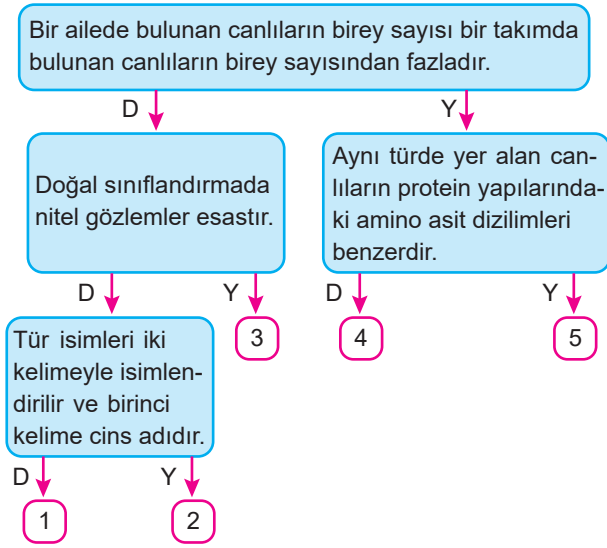 Bir ailede bulunan canlıların birey sayısı bir takımda
bulunan canlıların birey sayısından fazladır.
D
Y
Doğal sınıflandırmada
nitel gözlemler esastır.
Aynı türde yer alan can-
lıların protein yapılarında-
ki amino asit dizilimleri
benzerdir.
D
Y
D
Y
Tür isimleri iki
kelimeyle isimlen-
dirilir ve birinci
kelime cins adıdır.
3
4
5
D
Y
1
2